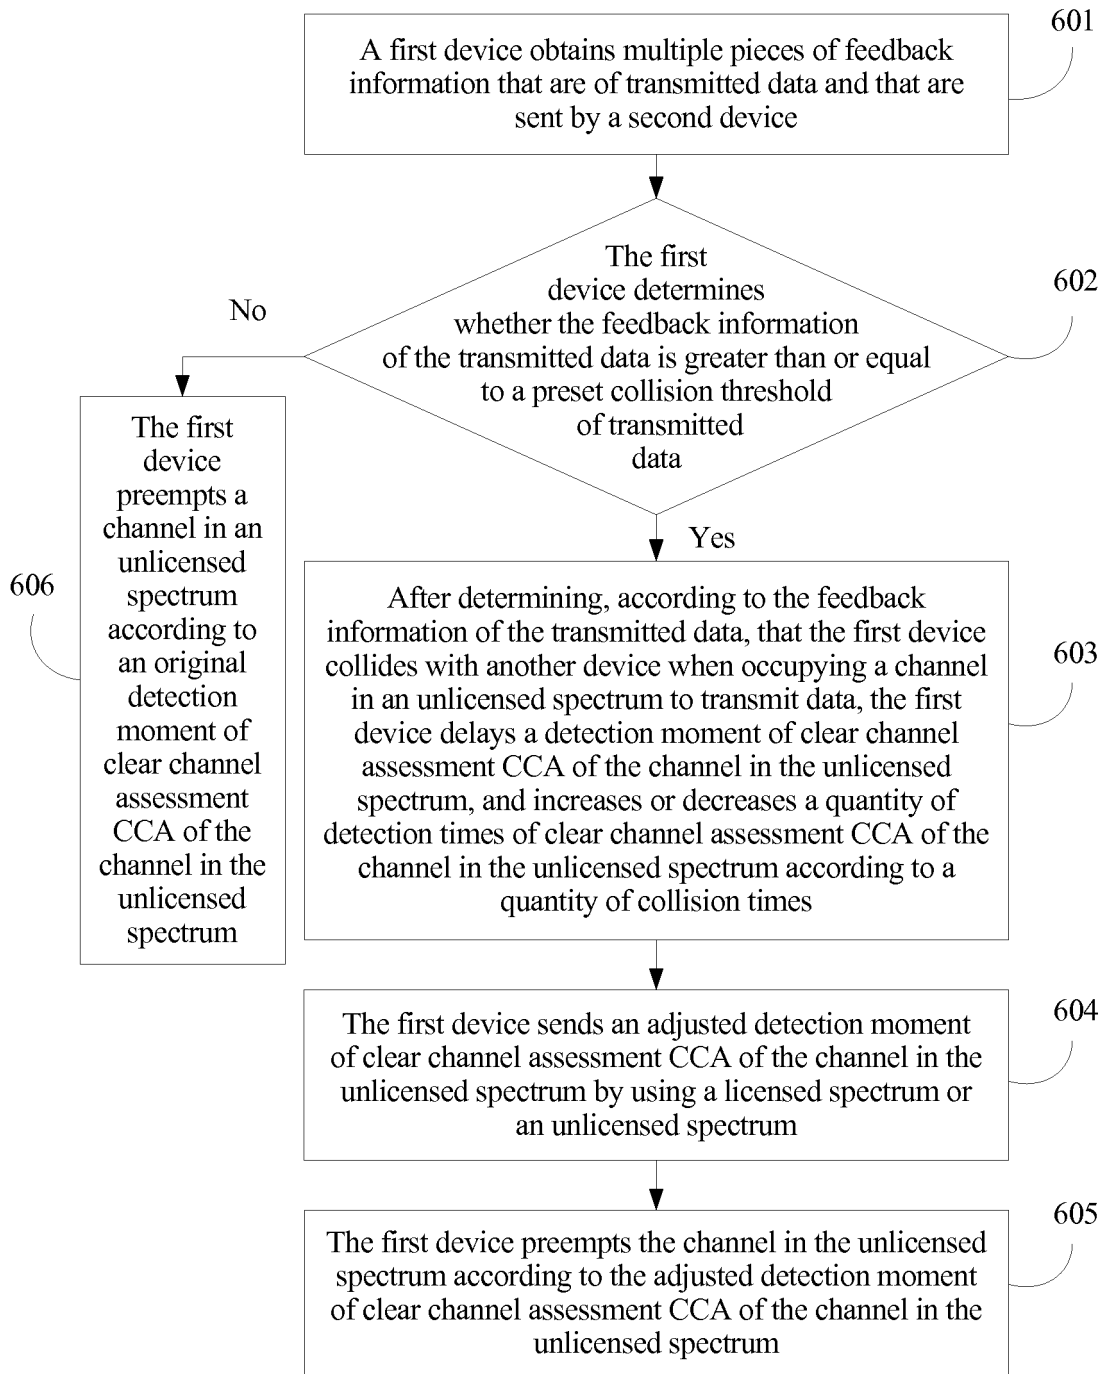 601
A first device obtains multiple pieces of feedback
information that are of transmitted data and that are
sent by a second device
602
The first
device determines
whether the feedback information
of the transmitted data is greater than or equal
to a preset collision threshold
of transmitted
data
No
Yes
606
The first
device
preempts a
channel in an
unlicensed
spectrum
according to
an original
detection
moment of
clear channel
assessment
CCA of the
channel in the
unlicensed
spectrum
603
After determining, according to the feedback
information of the transmitted data, that the first device
collides with another device when occupying a channel
in an unlicensed spectrum to transmit data, the first
device delays a detection moment of clear channel
assessment CCA of the channel in the unlicensed
spectrum, and increases or decreases a quantity of
detection times of clear channel assessment CCA of the
channel in the unlicensed spectrum according to a
quantity of collision times
604
The first device sends an adjusted detection moment
of clear channel assessment CCA of the channel in the
unlicensed spectrum by using a licensed spectrum or
an unlicensed spectrum
605
The first device preempts the channel in the unlicensed
spectrum according to the adjusted detection moment
of clear channel assessment CCA of the channel in the
unlicensed spectrum